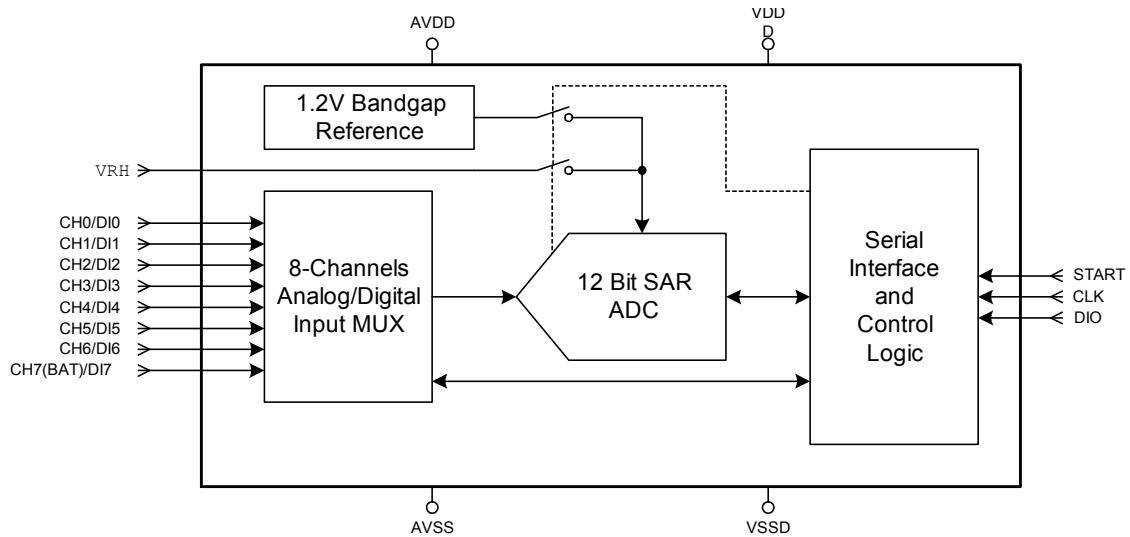 AVDD
VDD
D
1.2V Bandgap
Reference
VRH
CH0/DI0
CH1/DI1
CH2/DI2
CH3/DI3
CH4/DI4
CH5/DI5
CH6/DI6
CH7(BAT)/DI7
8-Channels
Analog/Digital
Input MUX
12 Bit SAR
ADC
Serial
Interface
and
Control
Logic
START
CLK
DIO
AVSS
VSSD